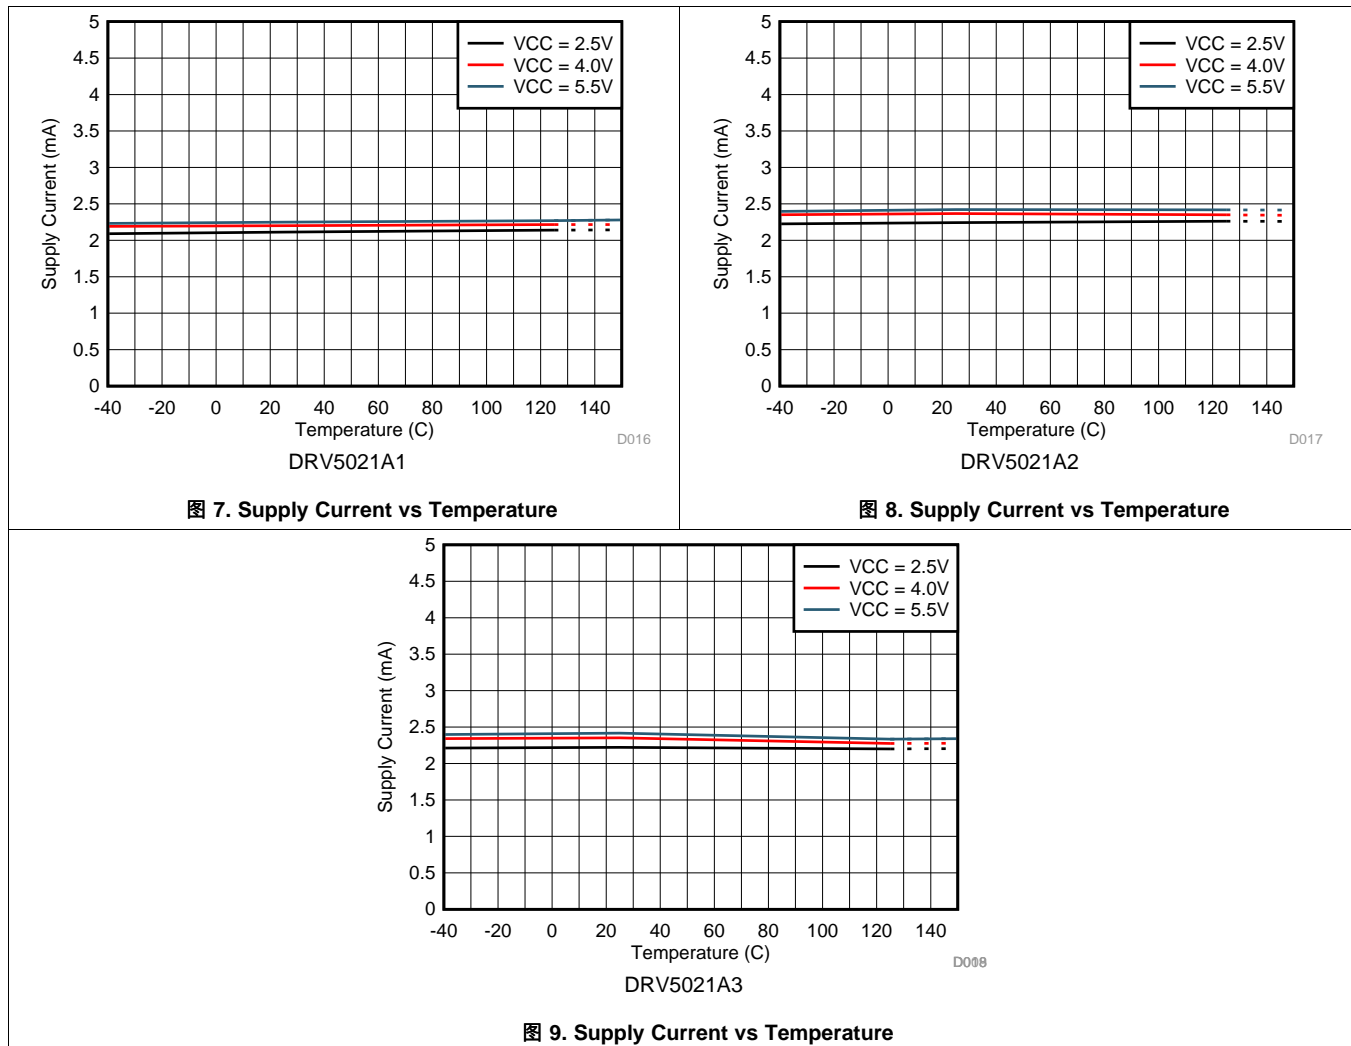 5
4.5
4
3.5
3
2.5
2
1.5
1
0.5
0
Supply Current (mA)
VCC = 2.5V
VCC = 4.0V
VCC = 5.5V
-40 -20 0 20 40 60 80 100 120 140
Temperature (C)
D016
DRV5021A1
图 7. Supply Current vs Temperature
5
4.5
4
3.5
3
2.5
2
1.5
1
0.5
0
Supply Current (mA)
VCC = 2.5V
VCC = 4.0V
VCC = 5.5V
-40 -20 0 20 40 60 80 100 120 140
Temperature (C)
D017
DRV5021A2
图 8. Supply Current vs Temperature
5
4.5
4
3.5
3
2.5
2
1.5
1
0.5
0
Supply Current (mA)
VCC = 2.5V
VCC = 4.0V
VCC = 5.5V
-40 -20 0 20 40 60 80 100 120 140
Temperature (C)
DRV5021A3
图 9. Supply Current vs Temperature